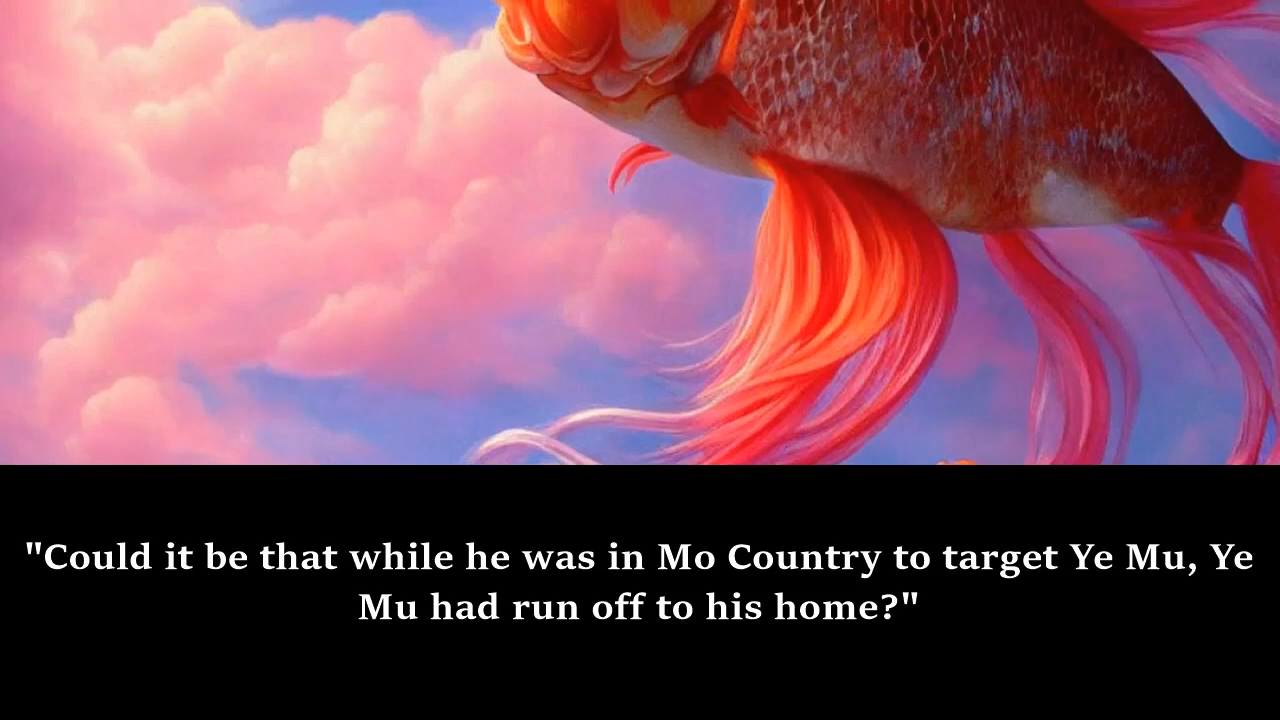 "Could it be that while he was in Mo Country to target Ye Mu, Ye
Mu had run off to his home?"